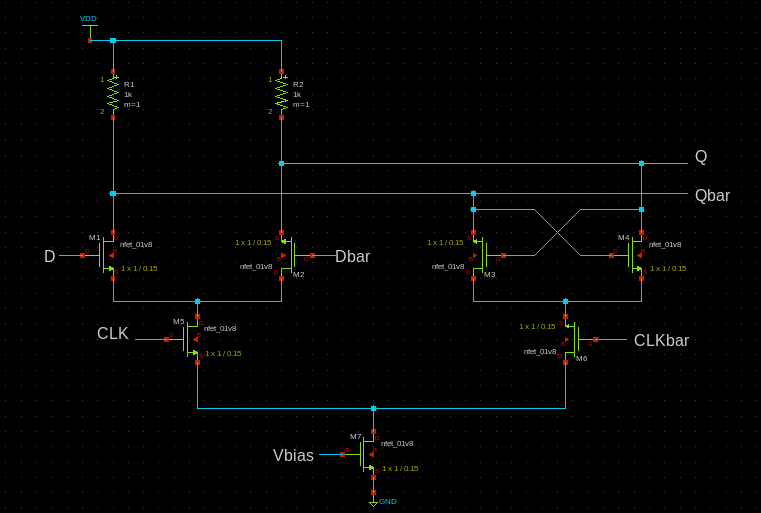 VDD
1
R1
1k
m=1
2
1
R2
1k
m=1
2
Q
Qbar
D
M1
nfet_01v8
1 x 1 / 0.15
1 x 1 / 0.15
nfet_01v8
M2
Dbar
1 x 1 / 0.15
nfet_01v8
M3
M4
nfet_01v8
1 x 1 / 0.15
CLK
M5
nfet_01v8
1 x 1 / 0.15
1 x 1 / 0.15
nfet_01v8
M6
CLKbar
Vbias
M7
nfet_01v8
1 x 1 / 0.15
GND